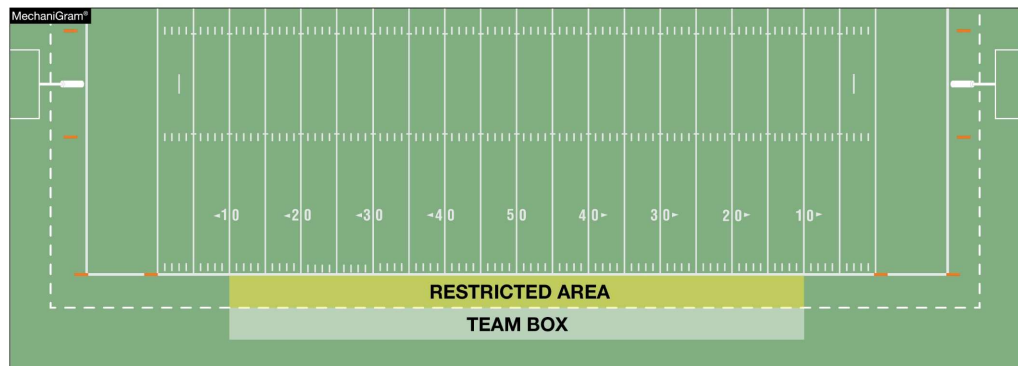 MechaniGram®
◄10 ◄20 ◄30 ◄40 50 40► 30► 20► 10►
RESTRICTED AREA
TEAM BOX